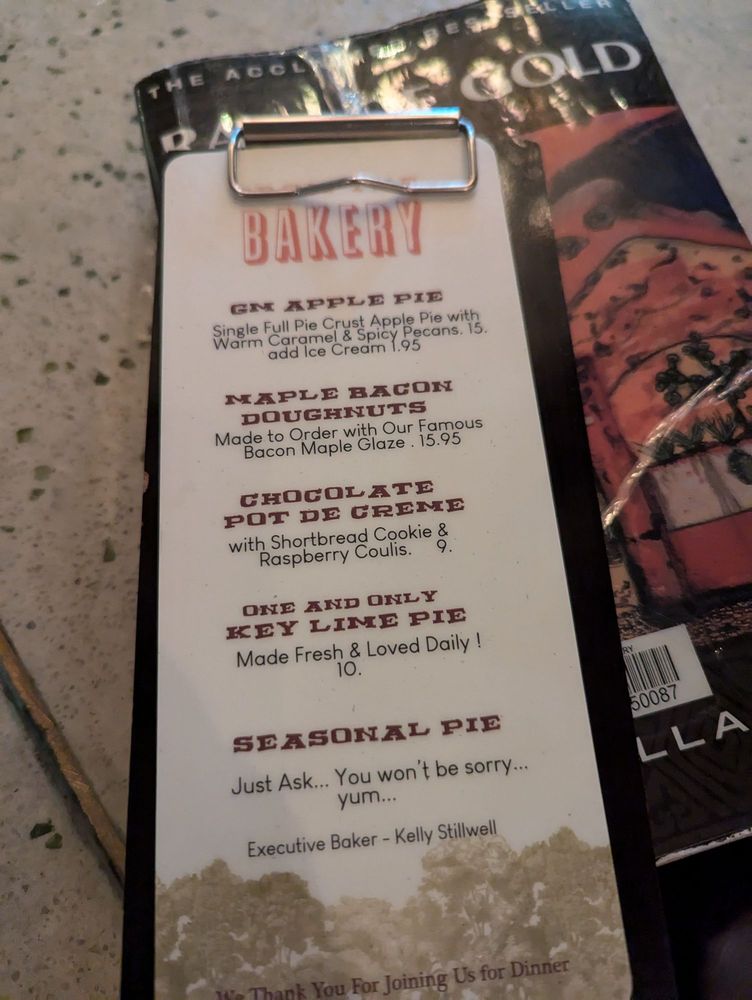 THE ACCL
BESTSELLER
GOLD
BAKERY
GM APPLE PIE
Single Full Pie Crust Apple Pie with
Warm Caramel & Spicy Pecans. 15.
add Ice Cream 1.95
MAPLE BACON
DOUGHNUTS
Made to Order with Our Famous
Bacon Maple Glaze . 15.95
CHOCOLATE
POT DE CREME
with Shortbread Cookie &
Raspberry Coulis. 9.
ONE AND ONLY
KEY LIME PIE
Made Fresh & Loved Daily !
10.
SEASONAL PIE
Just Ask... You won't be sorry...
yum...
Executive Baker - Kelly Stillwell
We Thank You For Joining Us for Dinner
RY
50087
LLA